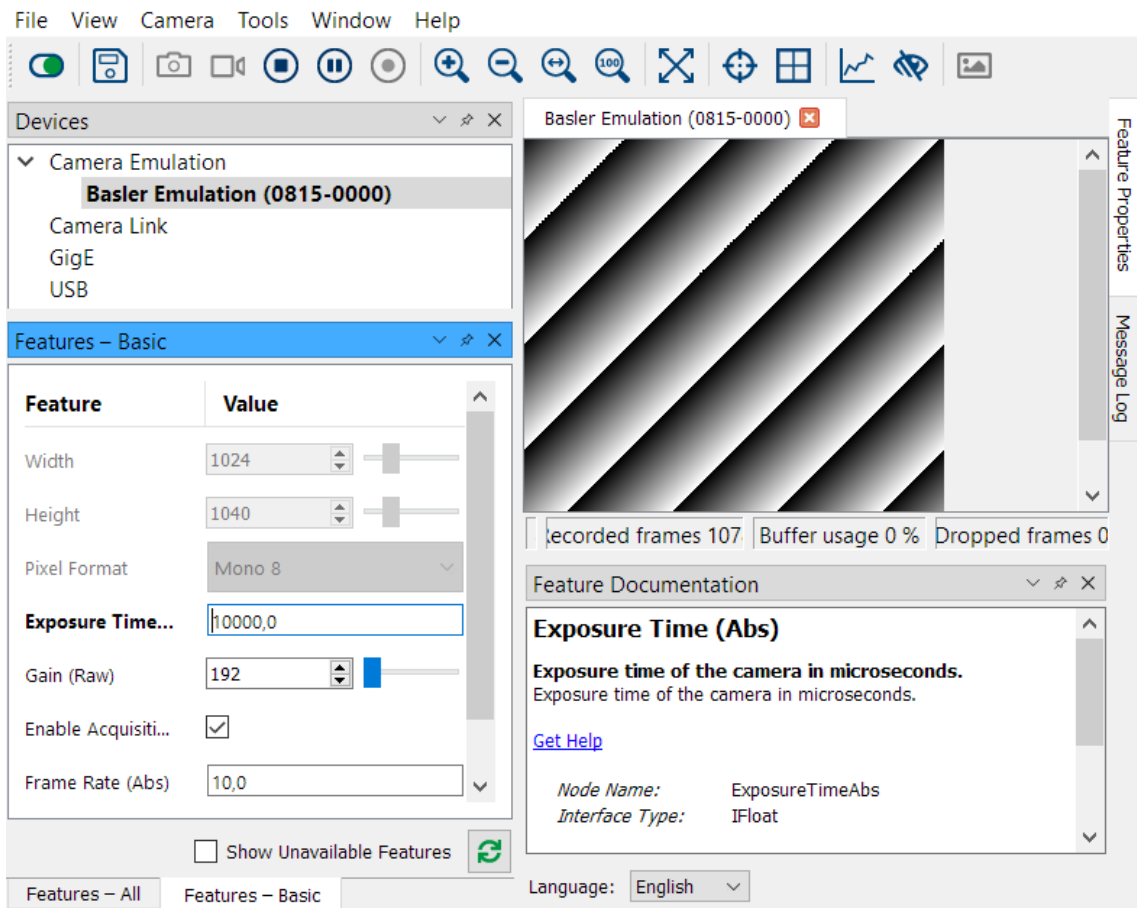 File View Camera Tools Window Help
100
Devices
Camera Emulation
Basler Emulation (0815-0000)
Camera Link
GigE
USB
Features – Basic
Feature Value
Width 1024
Height 1040
Pixel Format Mono 8
Exposure Time... 10000,0
Gain (Raw) 192
Enable Acquisiti...
Frame Rate (Abs) 10,0
Show Unavailable Features
Features – All Features – Basic
Basler Emulation (0815-0000)
frames 107 Buffer usage 0 % Dropped frames 0
Feature Documentation
Exposure Time (Abs)
Exposure time of the camera in microseconds.
Exposure time of the camera in microseconds.
Get Help
Node Name: ExposureTimeAbs
Interface Type: IFloat
Language: English
Feature Properties
Message Log